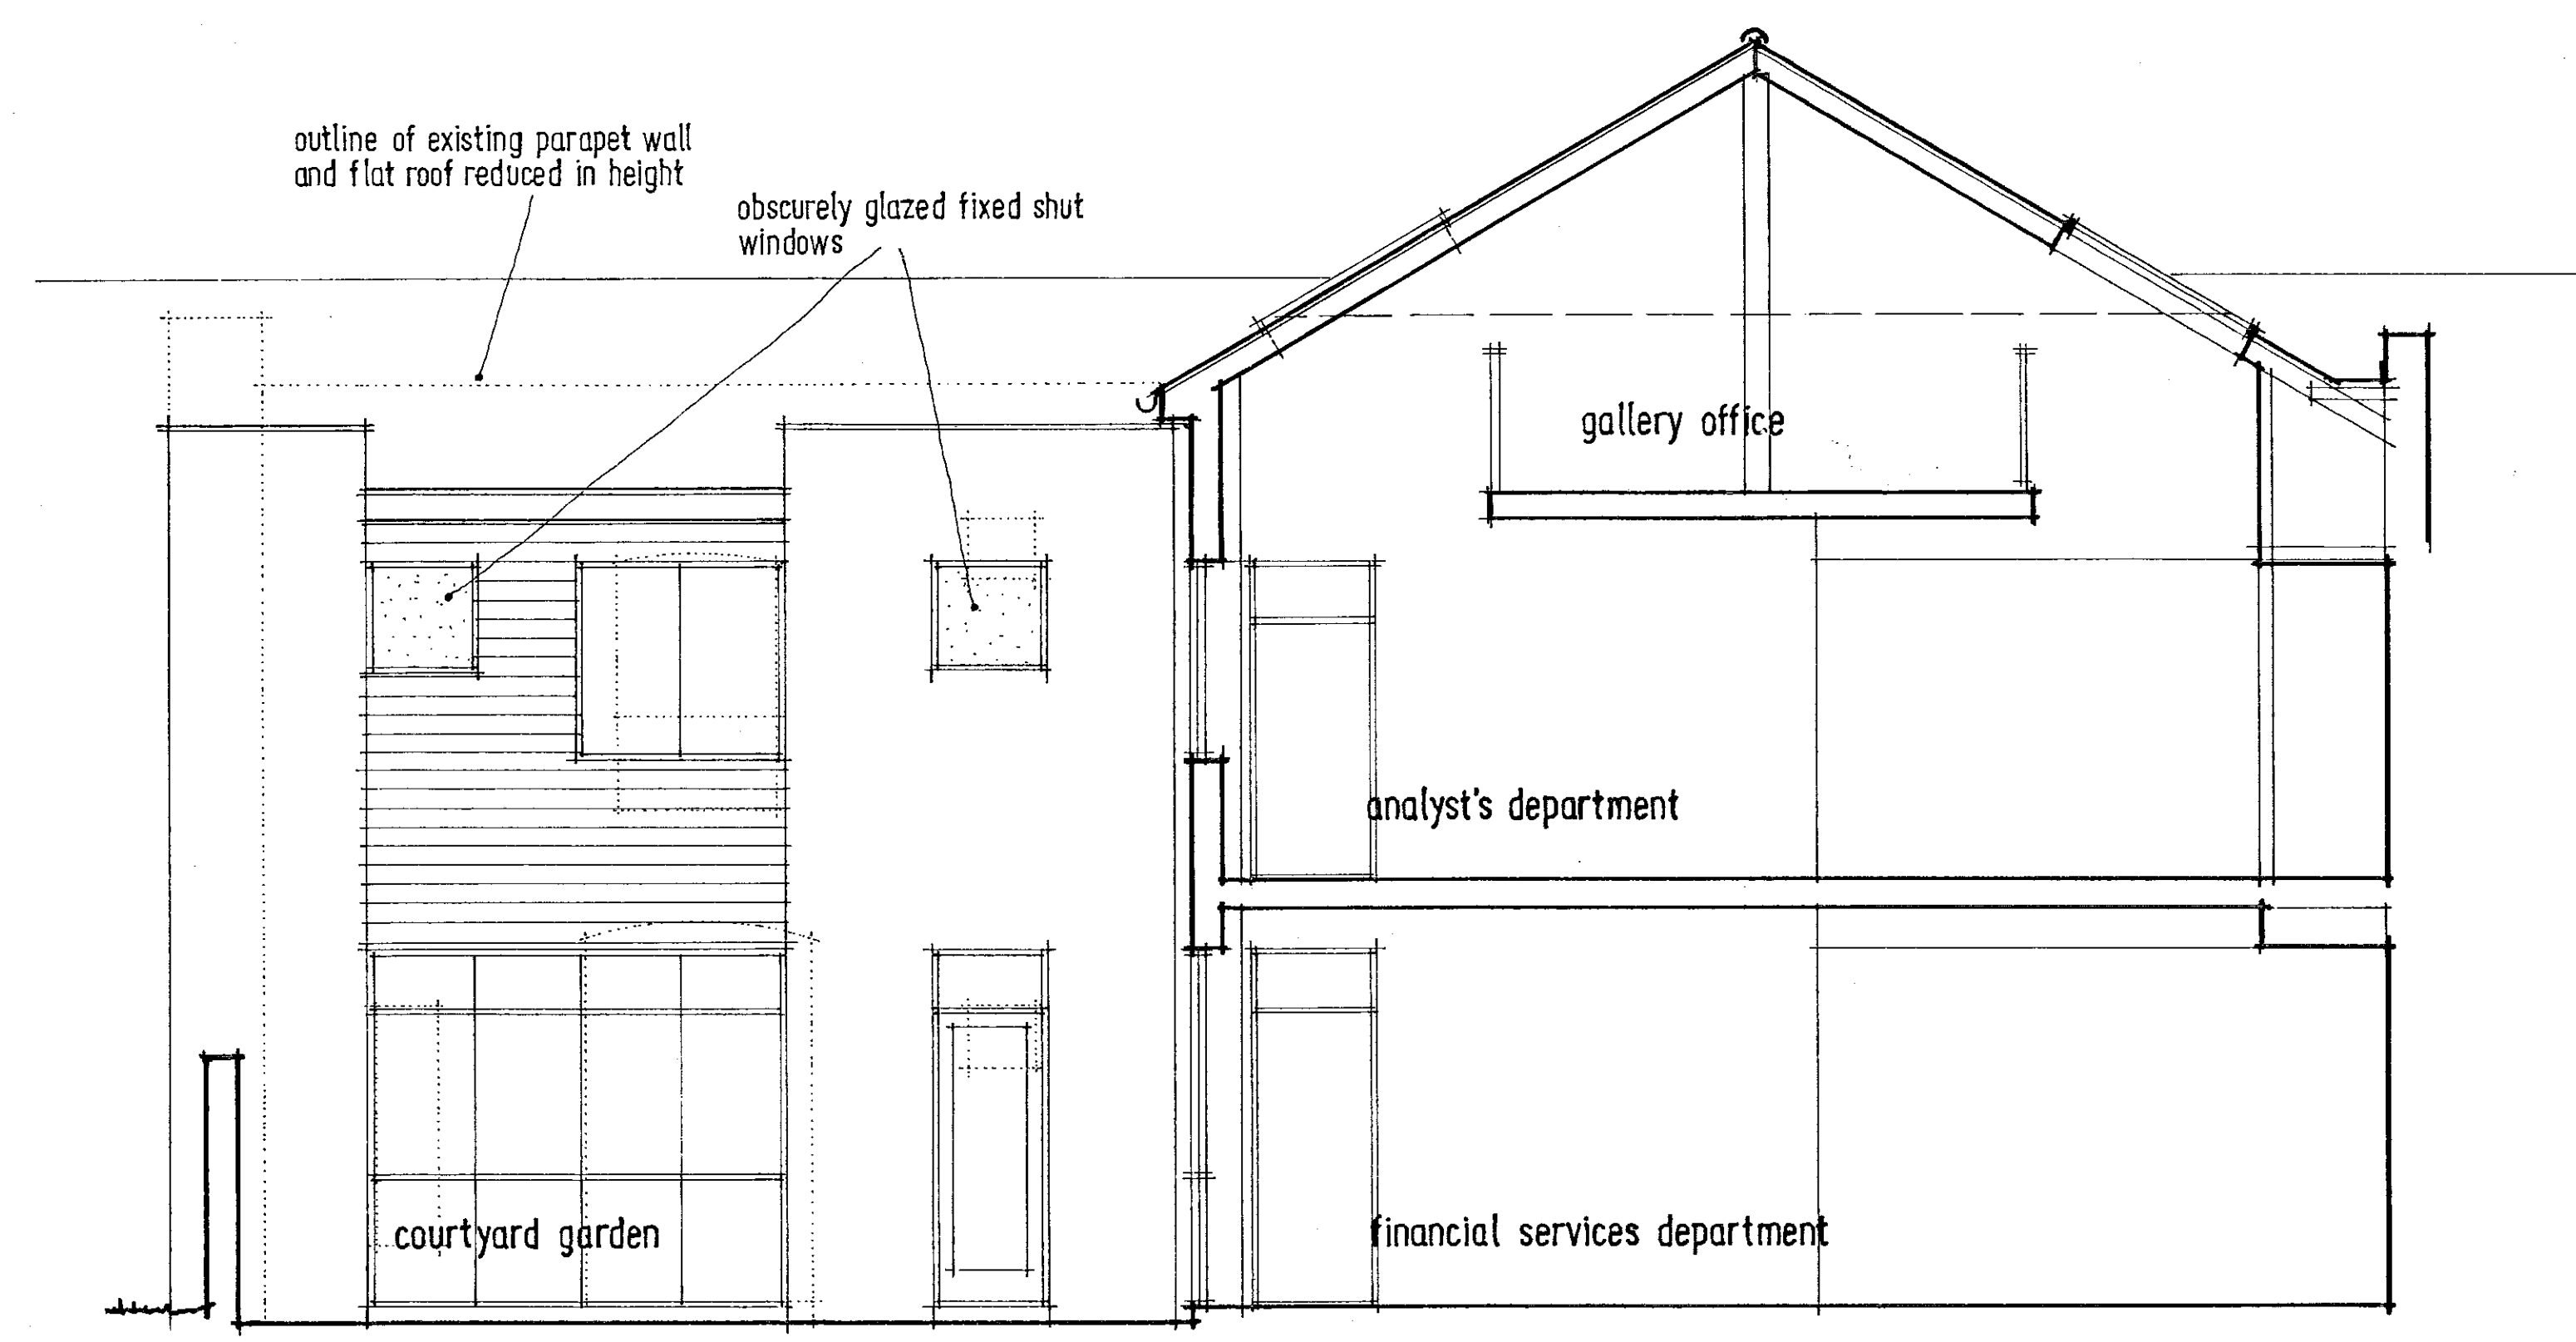 outline of existing parapet wall
and flat roof reduced in height
obscurely glazed fixed shut
windows
gallery office
analyst's department
courtyard garden
financial services department